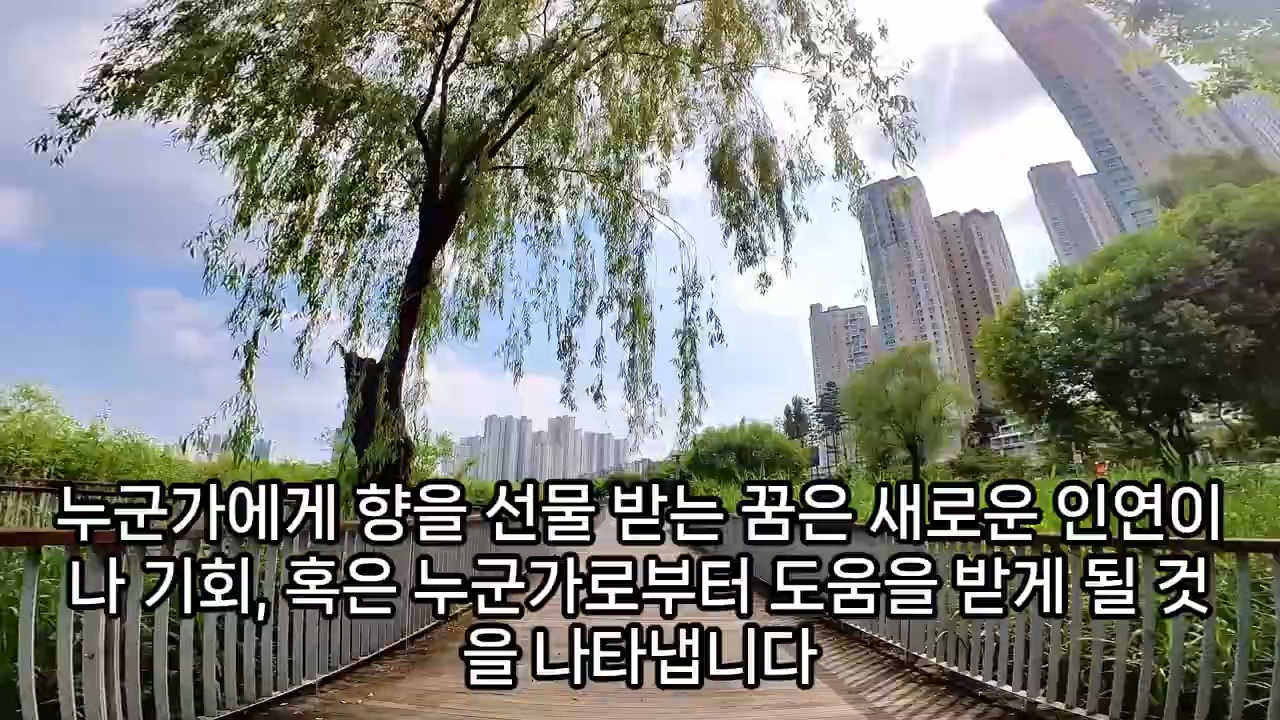 누군가에게 향을 선물 받는 꿈은 새로운 인연이
나 기회, 혹은 누군가로부터 도움을 받게 될 것
을 나타냅니다